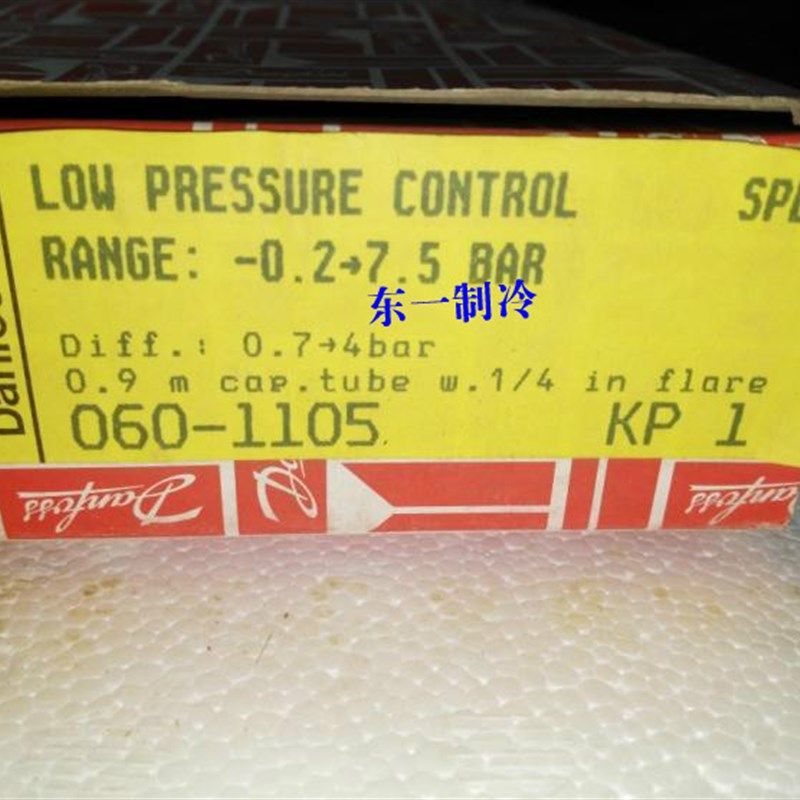 LOW PRESSURE CONTROL
RANGE: -0.2→7.5 BAR
东一制冷
Diff.: 0.7→4bar
0.9 m cap.tube w.1/4 in flare
060-1105 KP 1
Danfoss